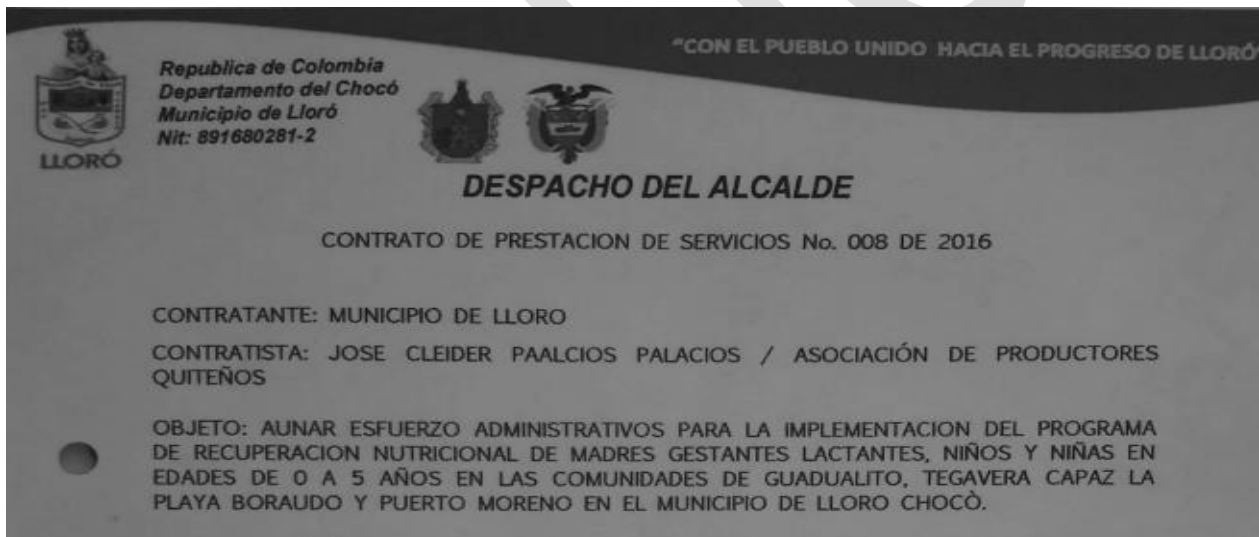 "CON EL PUEBLO UNIDO HACIA EL PROGRESO DE LLORÓ"
Republica de Colombia
Departamento del Chocó
Municipio de Lloró
Nit: 891680281-2
LLORÓ
DESPACHO DEL ALCALDE
CONTRATO DE PRESTACION DE SERVICIOS No. 008 DE 2016
CONTRATANTE: MUNICIPIO DE LLORO
CONTRATISTA: JOSE CLEIDER PAALCIOS PALACIOS / ASOCIACIÓN DE PRODUCTORES
QUITEÑOS
OBJETO: AUNAR ESFUERZO ADMINISTRATIVOS PARA LA IMPLEMENTACION DEL PROGRAMA
DE RECUPERACION NUTRICIONAL DE MADRES GESTANTES LACTANTES, NIÑOS Y NIÑAS EN
EDADES DE 0 A 5 AÑOS EN LAS COMUNIDADES DE GUADUALITO, TEGAVERA CAPAZ LA
PLAYA BORAUDO Y PUERTO MORENO EN EL MUNICIPIO DE LLORO CHOCÒ.